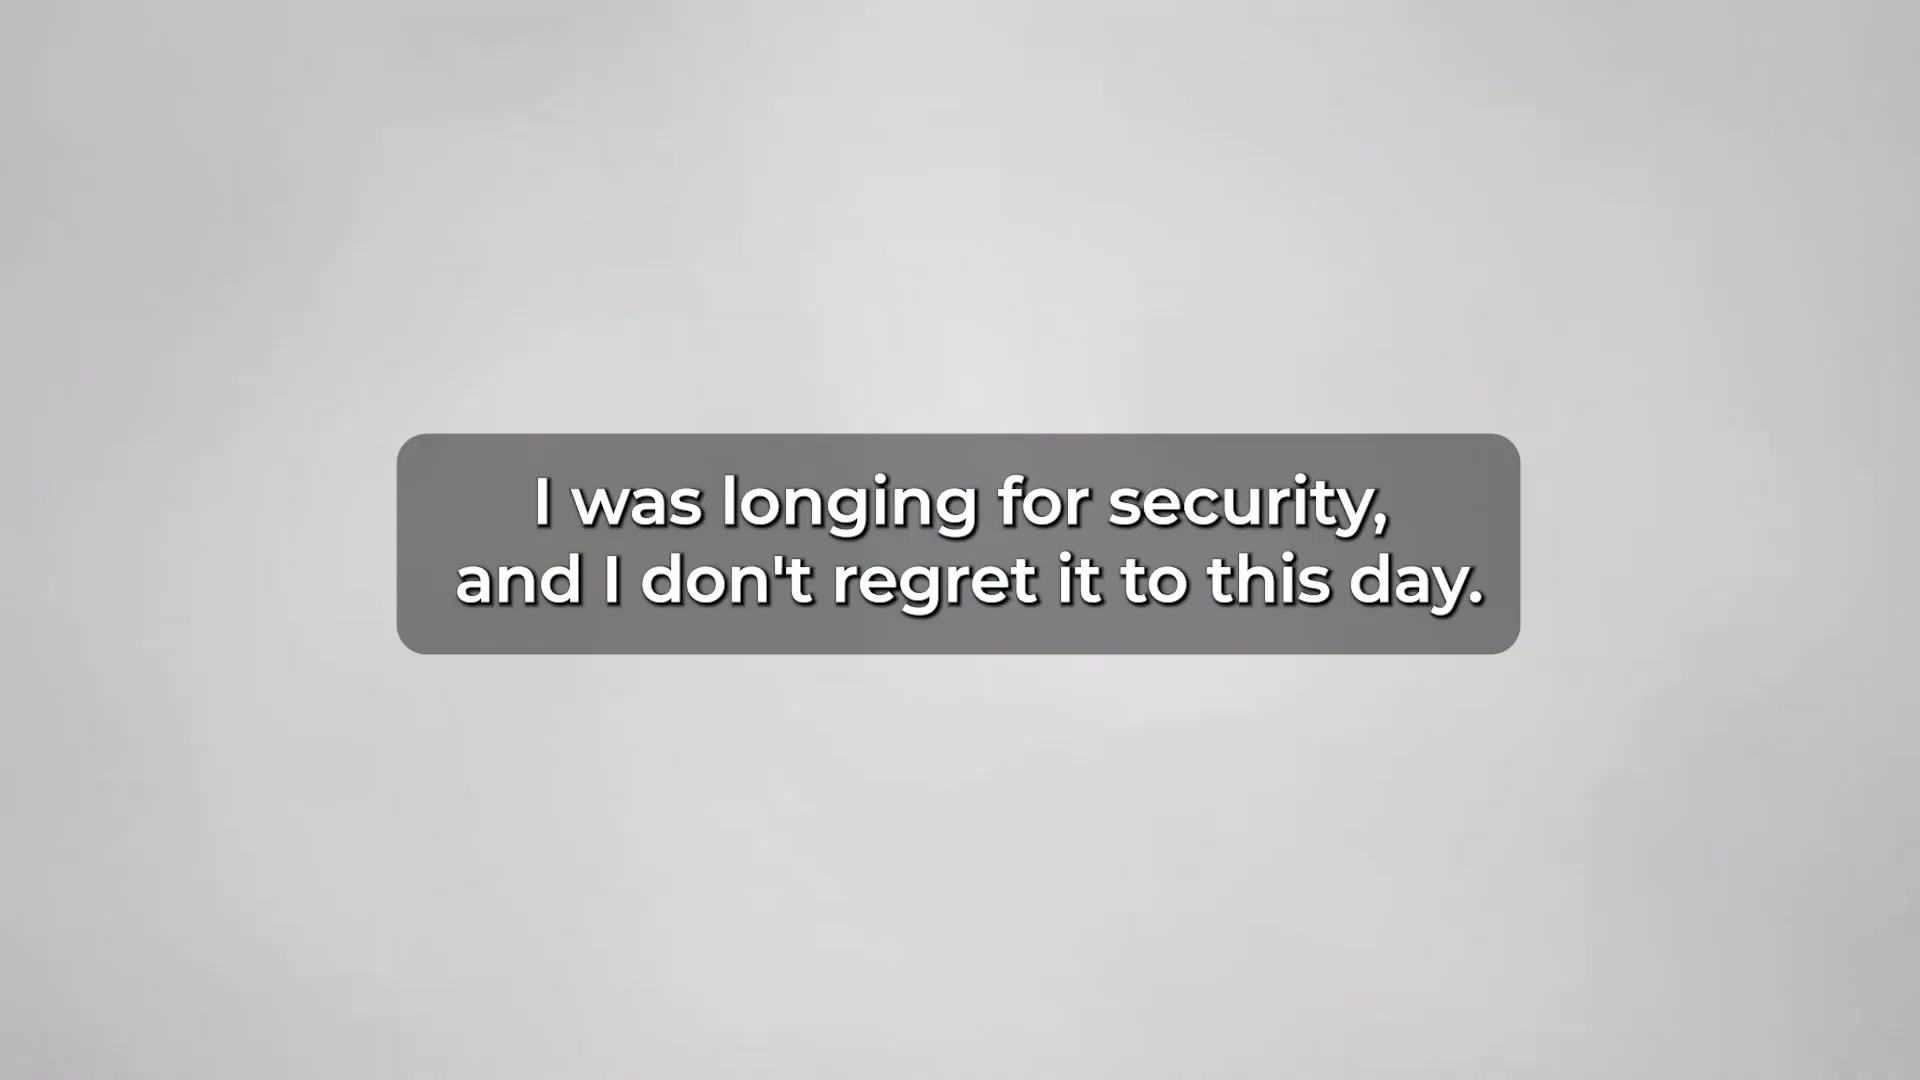 I was longing for security,
and I don't regret it to this day.